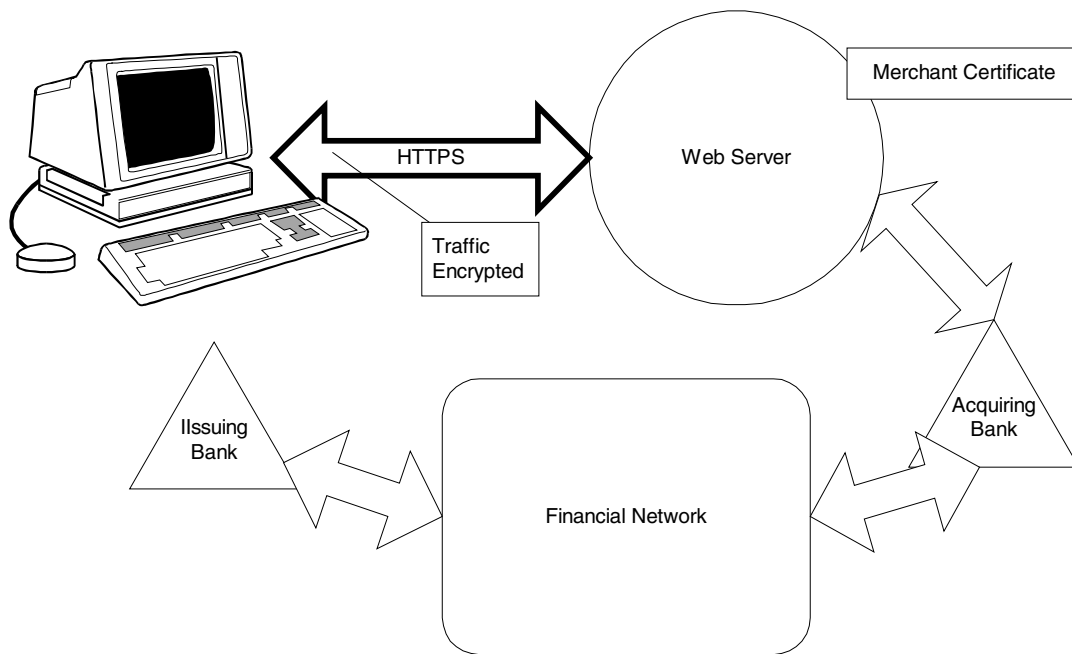 Merchant Certificate
HTTPS
Web Server
Traffic
Encrypted
IIssuing
Bank
Acquiring
Bank
Financial Network